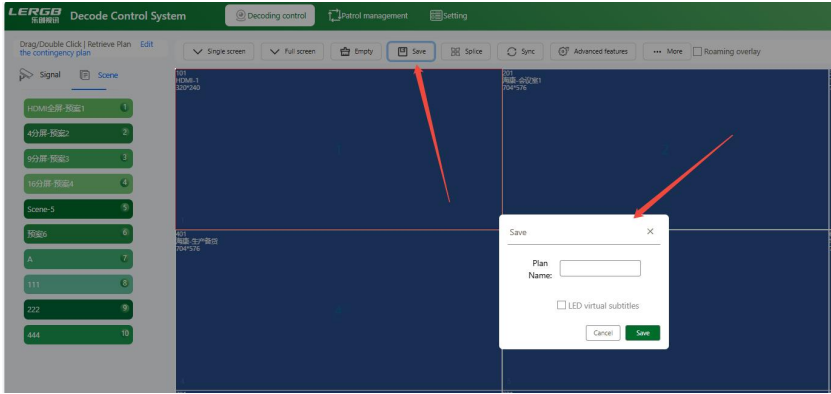 LERGB
乐创视讯
Decode Control System
Decoding control
Patrol management
Setting
Drag/Double Click | Retrieve Plan Edit
the contingency plan
Single screen
Full screen
Empty
Save
Splice
Sync
Advanced features
More
Roaming overlay
Signal
Scene
HDMI全屏-预案1 1
4分屏-预案2 2
9分屏-预案3 3
16分屏-预案4 4
Scene-5 5
预案6 6
A 7
111 8
222 9
444 10
101
HDMI-1
320*240
201
海康-会议室1
704*576
401
海康-生产
704*576
Save
Plan
Name:
LED virtual subtitles
Cancel
Save